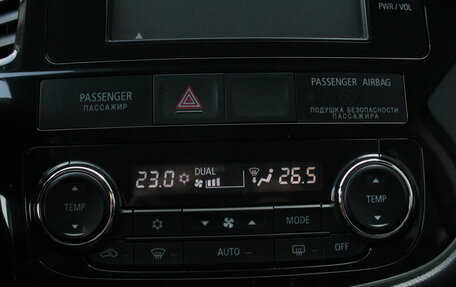 PWR / VOL
PASSENGER
ПАССАЖИР
PASSENGER AIRBAG
ПОДУШКА БЕЗОПАСНОСТИ
ПАССАЖИРА
23.0 DUAL 26.5
TEMP
TEMP
MODE
AUTO
OFF